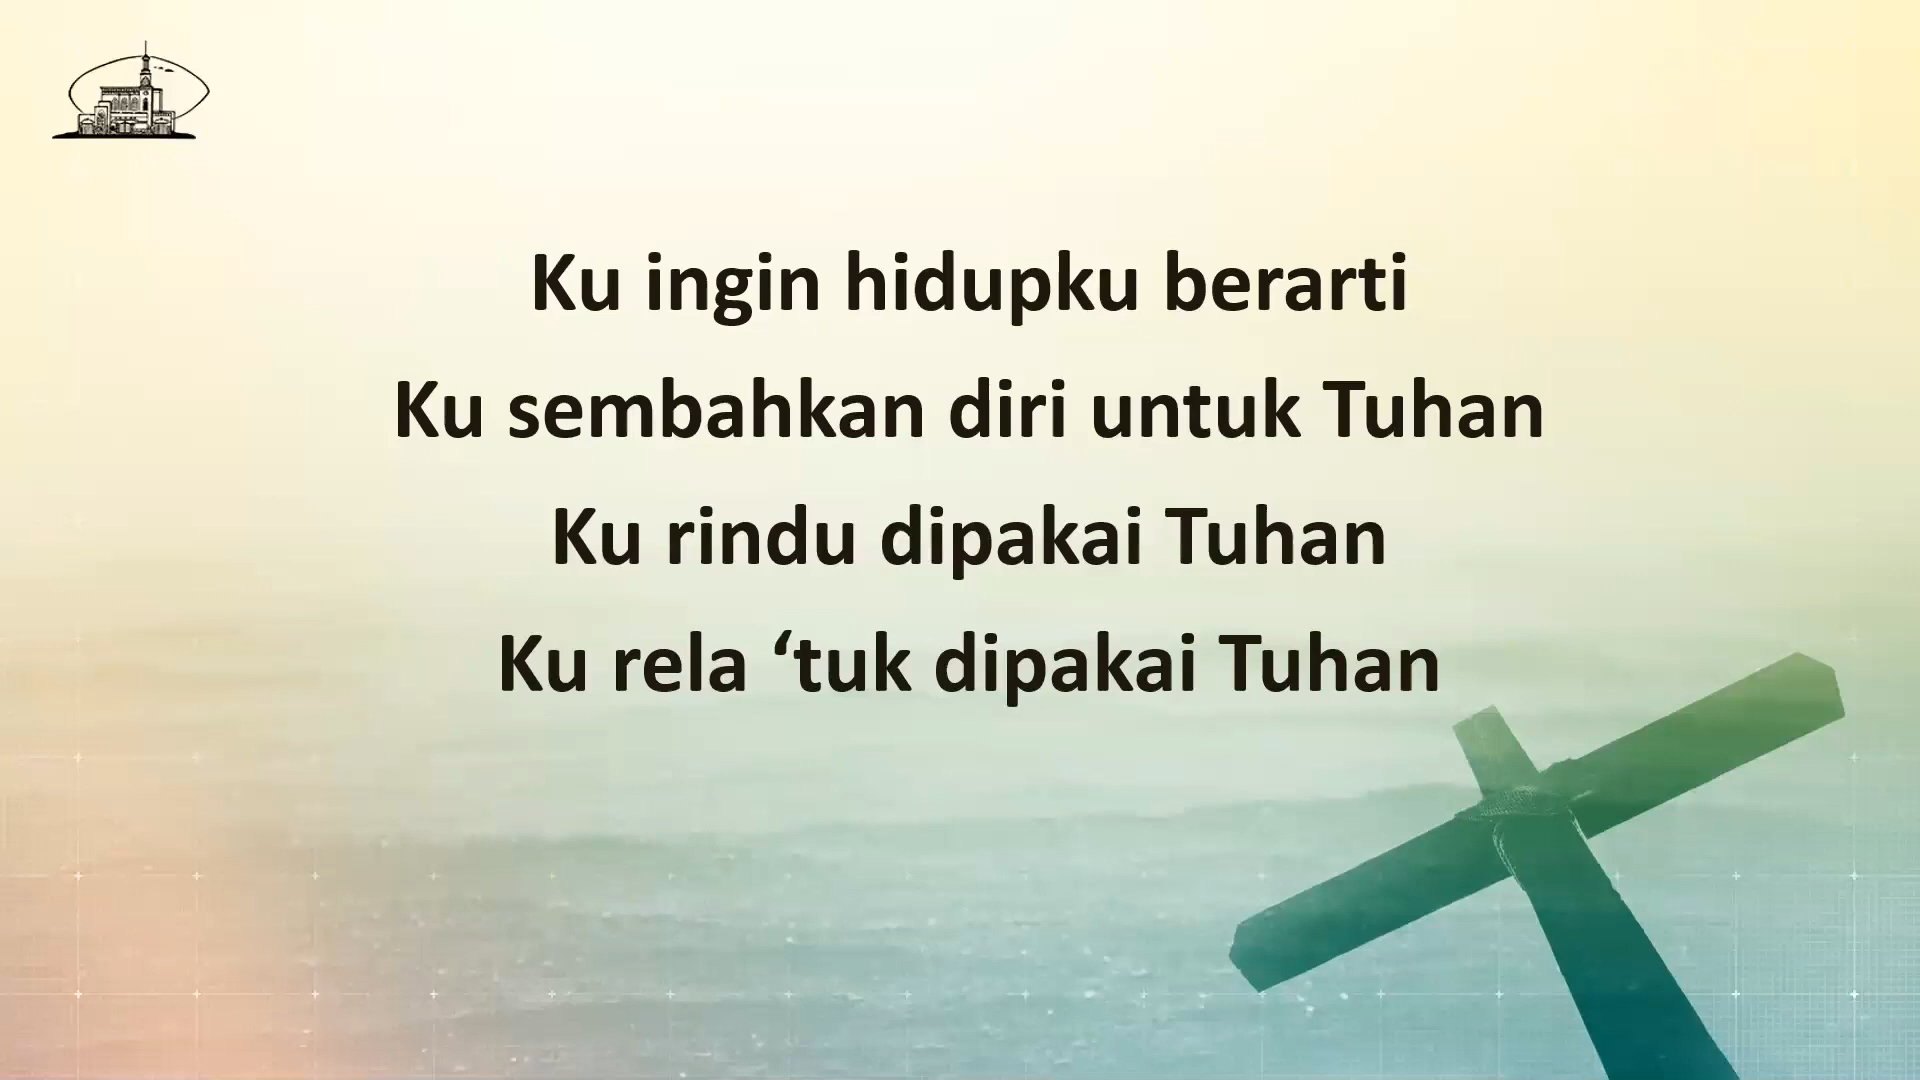 Ku ingin hidupku berarti
Ku sembahkan diri untuk Tuhan
Ku rindu dipakai Tuhan
Ku rela ‘tuk dipakai Tuhan